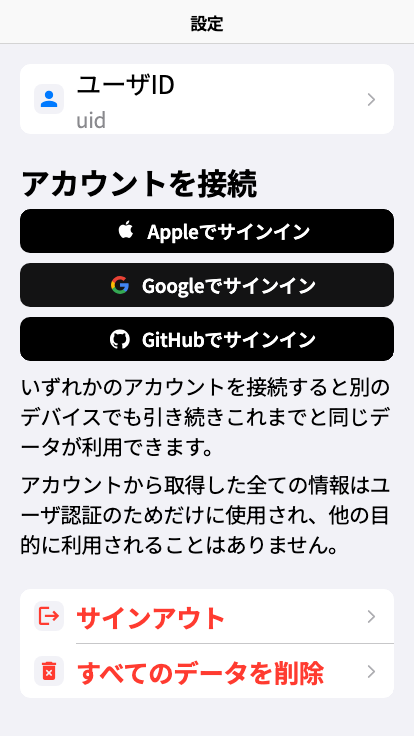 設定
ユーザID
uid
アカウントを接続
Appleでサインイン
Googleでサインイン
GitHubでサインイン
いずれかのアカウントを接続すると別の
デバイスでも引き続きこれまでと同じデ
ータが利用できます。
アカウントから取得した全ての情報はユ
ーザ認証のためだけに使用され、他の目
的に利用されることはありません。
サインアウト
すべてのデータを削除